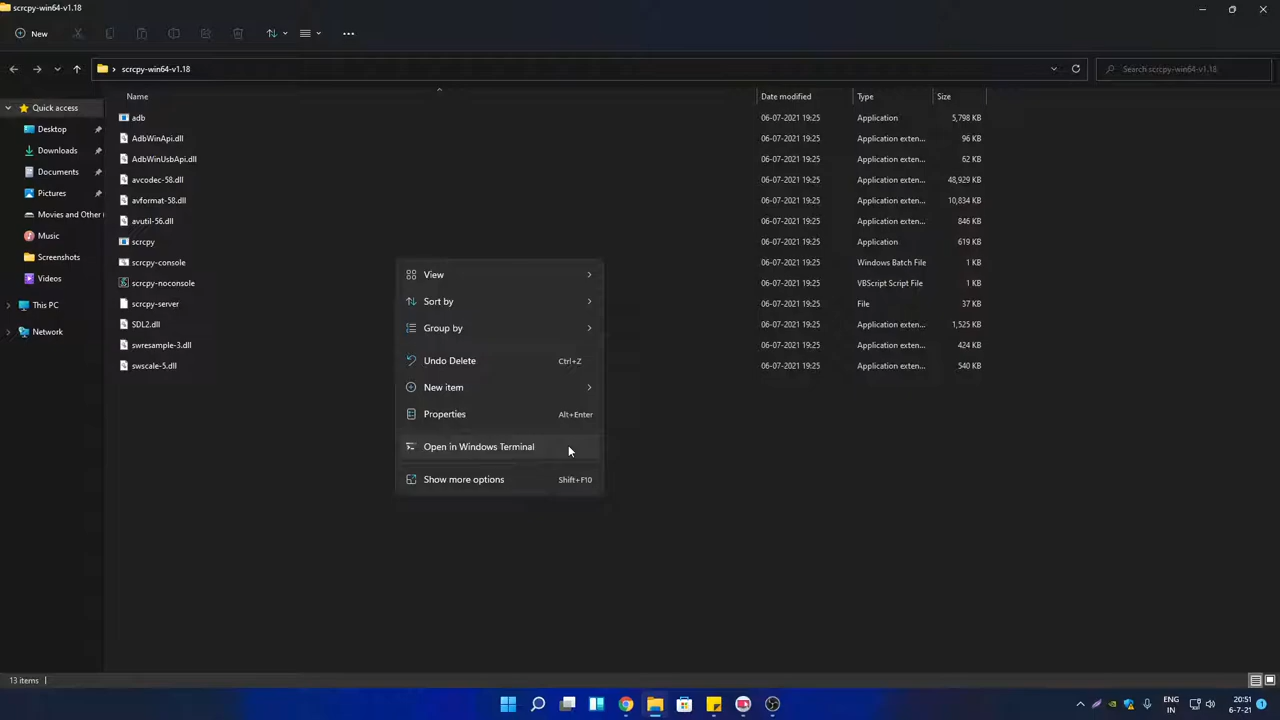 scrcpy-win64-v1.18
New
scrcpy-win64-v1.18
Search scrcpy-win64-v1.18
Name Date modified Type Size
Quick access
Desktop
Downloads
Documents
Pictures
Movies and Other
Music
Screenshots
Videos
This PC
Network
adb 06-07-2021 19:25 Application 5,798 KB
AdbWinApi.dll 06-07-2021 19:25 Application exten... 96 KB
AdbWinUsbApi.dll 06-07-2021 19:25 Application exten... 62 KB
avcodec-58.dll 06-07-2021 19:25 Application exten... 48,929 KB
avformat-58.dll 06-07-2021 19:25 Application exten... 10,834 KB
avutil-56.dll 06-07-2021 19:25 Application exten... 846 KB
scrcpy 06-07-2021 19:25 Application 619 KB
scrcpy-console 06-07-2021 19:25 Windows Batch File 1 KB
scrcpy-noconsole 06-07-2021 19:25 VBScript Script File 1 KB
scrcpy-server 06-07-2021 19:25 File 37 KB
SDL2.dll 06-07-2021 19:25 Application exten... 1,525 KB
swresample-3.dll 06-07-2021 19:25 Application exten... 424 KB
swscale-5.dll 06-07-2021 19:25 Application exten... 540 KB
View
Sort by
Group by
Undo Delete Ctrl+Z
New item
Properties Alt+Enter
Open in Windows Terminal
Show more options Shift+F10
13 items
ENG
IN
20:51
6-7-21